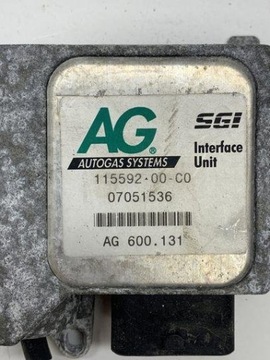 AG®
AUTOGAS SYSTEMS
SGI
Interface
Unit
115592·00-C0
07051536
AG 600.131